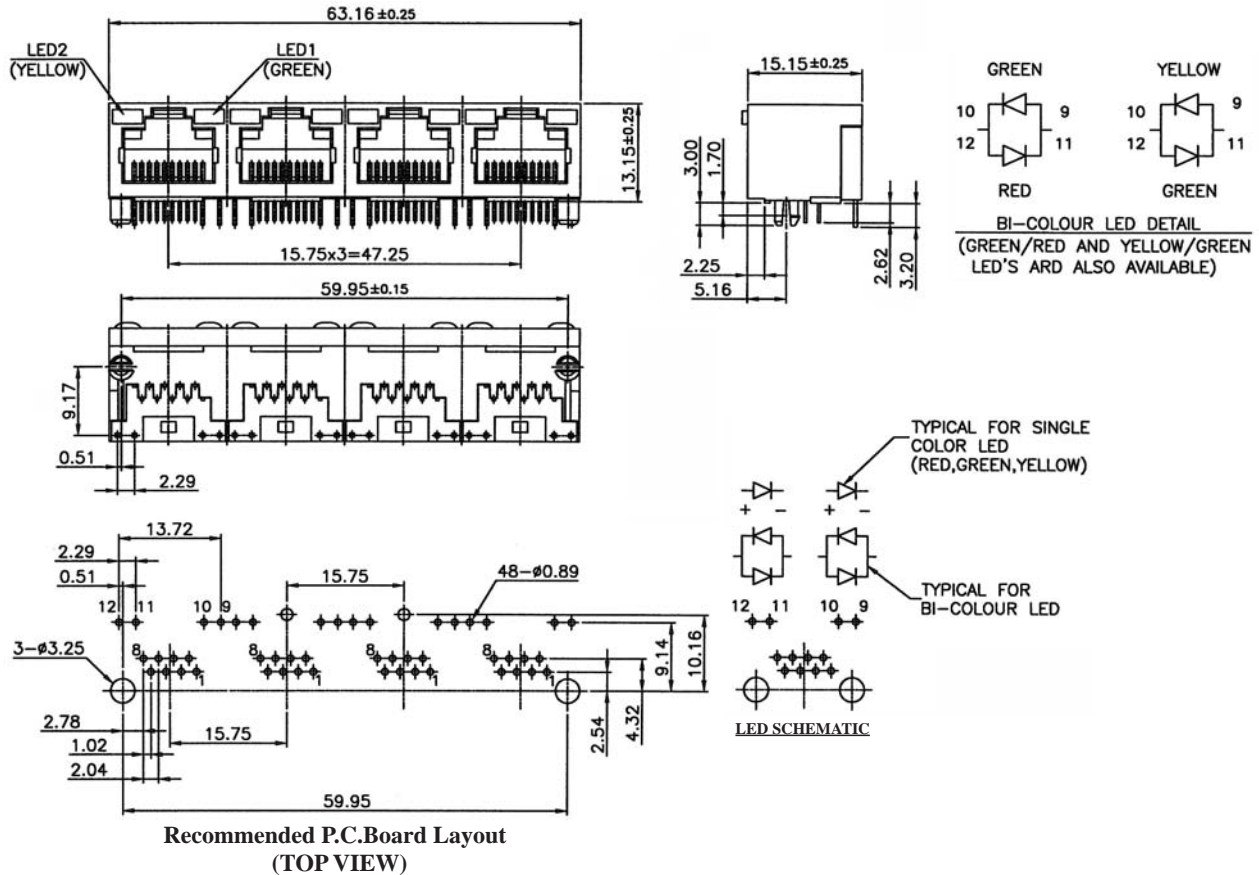 63.16±0.25
LED2
(YELLOW)
LED1
(GREEN)
13.15±0.25
15.75x3=47.25
15.15±0.25
3.00
1.70
2.25
5.16
2.62
3.20
GREEN
10 9
12 11
RED
YELLOW
10 9
12 11
GREEN
BI-COLOUR LED DETAIL
(GREEN/RED AND YELLOW/GREEN
LED'S ARD ALSO AVAILABLE)
59.95±0.15
9.17
0.51
2.29
TYPICAL FOR SINGLE
COLOR LED
(RED,GREEN,YELLOW)
+ - + -
TYPICAL FOR
BI-COLOUR LED
12 11 10 9
LED SCHEMATIC
13.72
2.29
0.51
15.75
48-ø0.89
12 11 10 9
3-ø3.25
8 8 8 8
1 1 1 1
9.14
10.16
2.54
4.32
2.78
15.75
1.02
2.04
59.95
Recommended P.C.Board Layout
(TOP VIEW)